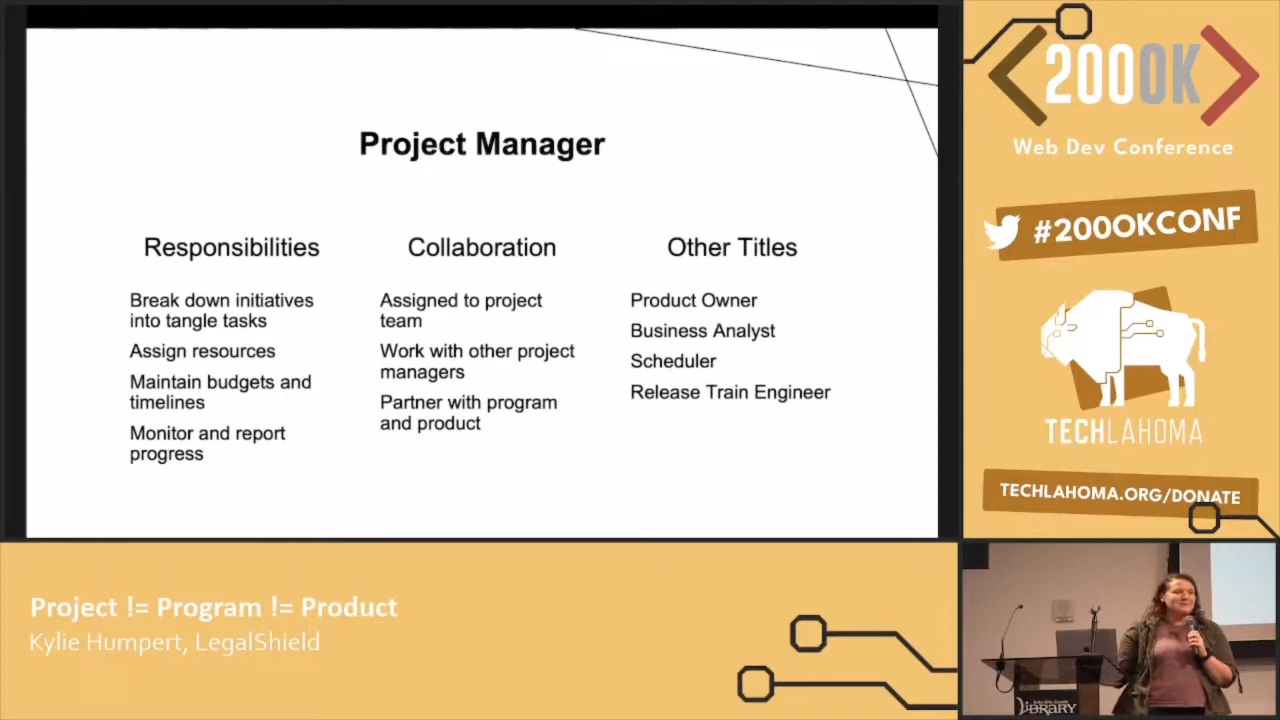 Project Manager
Responsibilities
Break down initiatives
into tangle tasks
Assign resources
Maintain budgets and
timelines
Monitor and report
progress
Collaboration
Assigned to project
team
Work with other project
managers
Partner with program
and product
Other Titles
Product Owner
Business Analyst
Scheduler
Release Train Engineer
200OK
Web Dev Conference
#200OKCONF
TECHLAHOMA
TECHLAHOMA.ORG/DONATE
Project != Program != Product
Kylie Humpert, LegalShield
LIBRARY